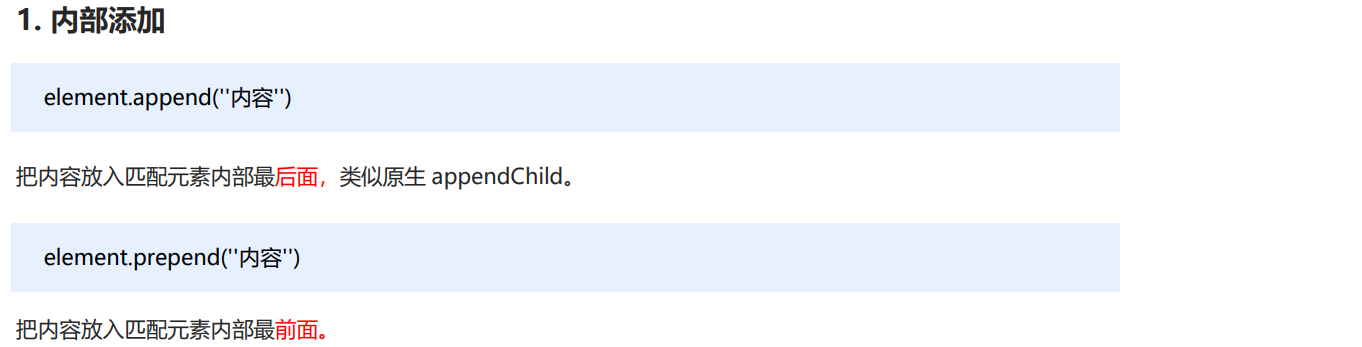 1. 内部添加
element.append(''内容'')
把内容放入匹配元素内部最后面，类似原生 appendChild。
element.prepend(''内容'')
把内容放入匹配元素内部最前面。